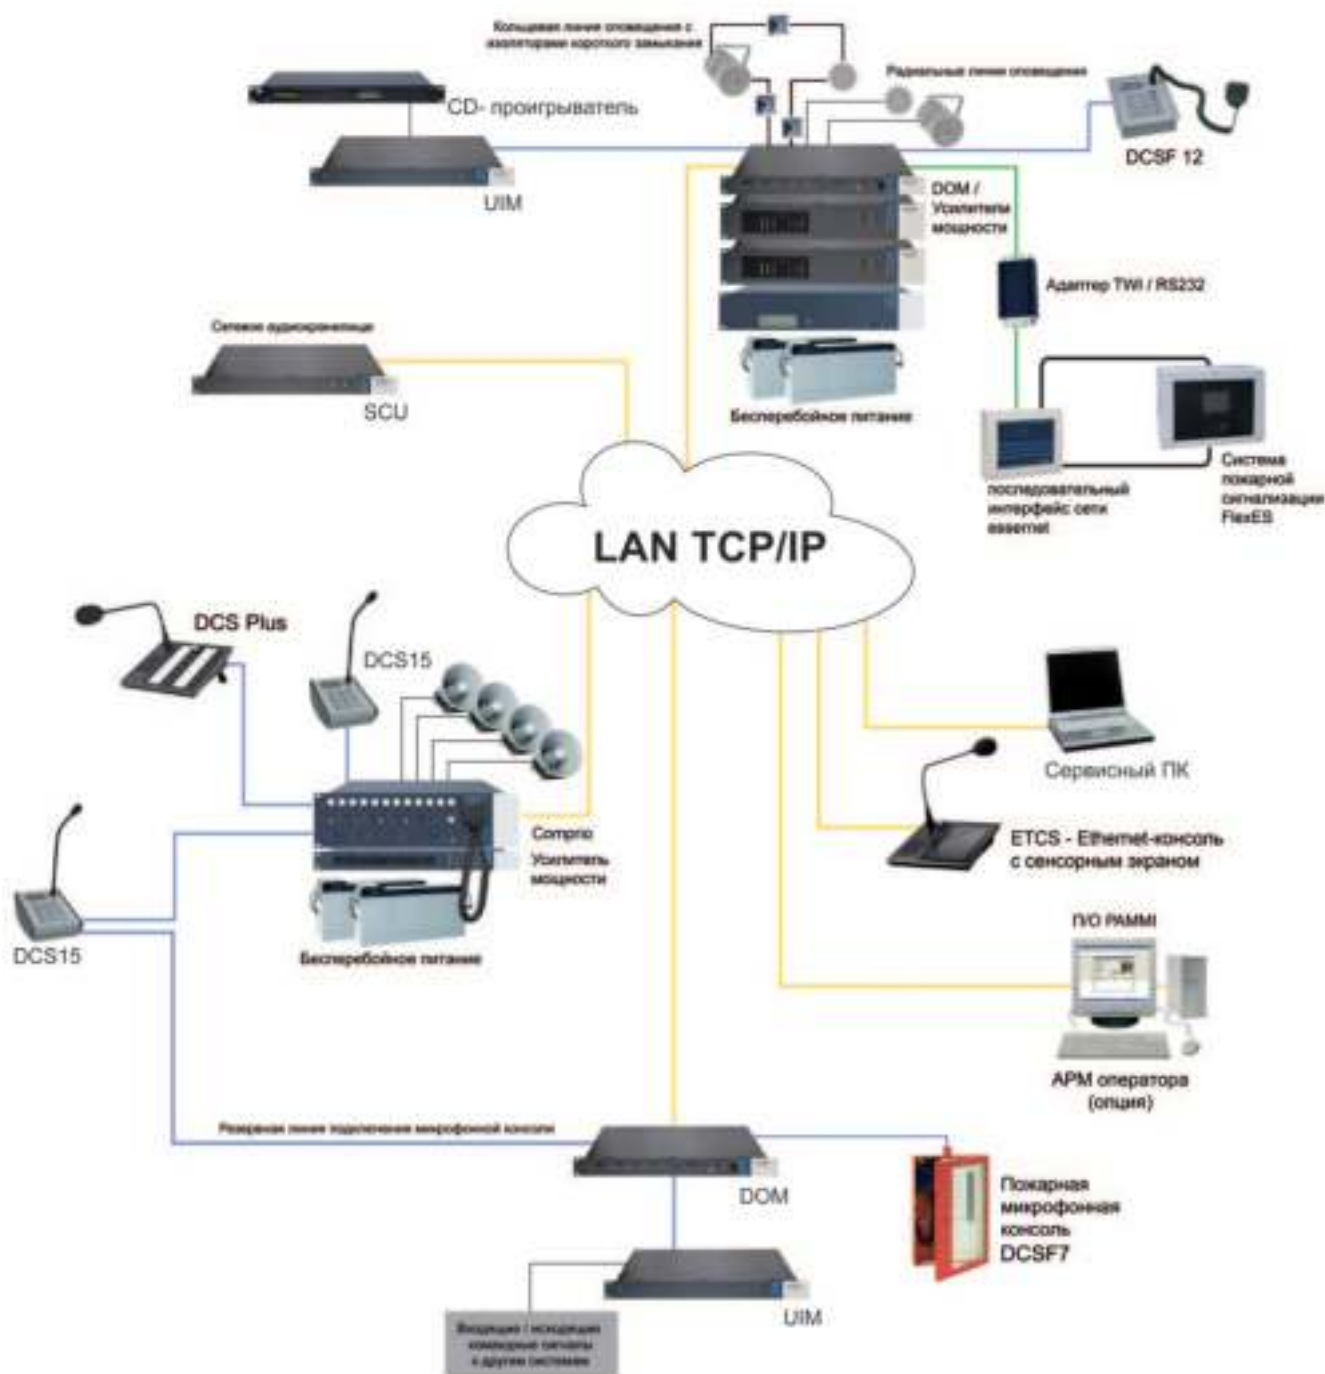 Кольцевая линия оповещения с
изоляторами короткого замыкания
Радиальные линии оповещения
CD- проигрыватель
UIM
DCSF 12
DOM /
Усилители
мощности
Адаптер TWI / RS232
Сетевое аудиохранилище
SCU
Бесперебойное питание
последовательный
интерфейс сети
essernet
Система
пожарной
сигнализации
FlexES
LAN TCP/IP
DCS Plus
DCS15
Сервисный ПК
Comprio
Усилитель
мощности
ETCS - Ethernet-консоль
с сенсорным экраном
DCS15
Бесперебойное питание
П/О PAMMI
АРМ оператора
(опция)
Резервная линия подключения микрофонной консоли
DOM
Пожарная
микрофонная
консоль
DCSF7
UIM
Входящие / исходящие
командные сигналы
к другим системам